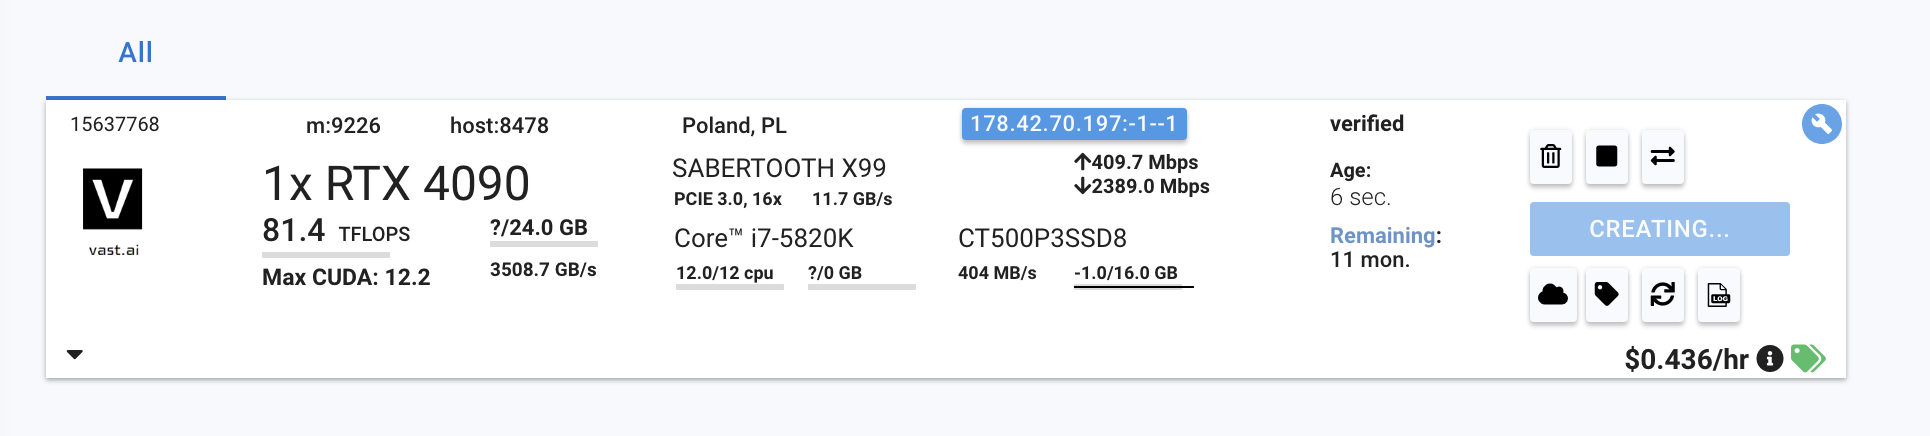 All
15637768 m:9226 host:8478 Poland, PL 178.42.70.197:-1--1 verified
V
vast.ai
1x RTX 4090
81.4 TFLOPS ?/24.0 GB
Max CUDA: 12.2 3508.7 GB/s
SABERTOOTH X99
PCIE 3.0, 16x 11.7 GB/s
↑409.7 Mbps
↓2389.0 Mbps
Core™ i7-5820K CT500P3SSD8
12.0/12 cpu ?/0 GB 404 MB/s -1.0/16.0 GB
Age:
6 sec.
Remaining:
11 mon.
CREATING...
LOG
$0.436/hr